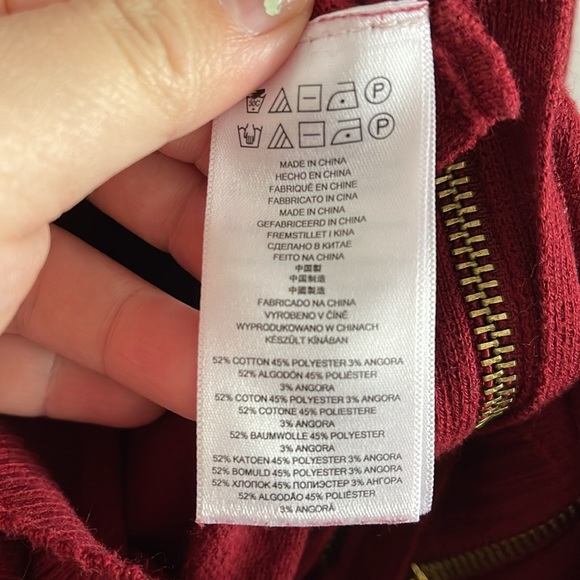 30C P
P
MADE IN CHINA
HECHO EN CHINA
FABRIQUÉ EN CHINE
FABBRICATO IN CINA
MADE IN CHINA
GEFABRICEERD IN CHINA
FREMSTILLET I KINA
СДЕЛАНО В КИТАЕ
FEITO NA CHINA
中国製
中国制造
中國製造
FABRICADO NA CHINA
VYROBENO V ČÍNĚ
WYPRODUKOWANO W CHINACH
KÉSZÜLT KÍNÁBAN
52% COTTON 45% POLYESTER 3% ANGORA
52% ALGODÓN 45% POLIÉSTER
3% ANGORA
52% COTON 45% POLYESTER 3% ANGORA
52% COTONE 45% POLIESTERE
3% ANGORA
52% BAUMWOLLE 45% POLYESTER
3% ANGORA
52% KATOEN 45% POLYESTER 3% ANGORA
52% BOMULD 45% POLYESTER 3% ANGORA
52% ХЛОПОК 45% ПОЛИЭСТЕР 3% АНГОРА
52% ALGODÃO 45% POLIÉSTER
3% ANGORÁ